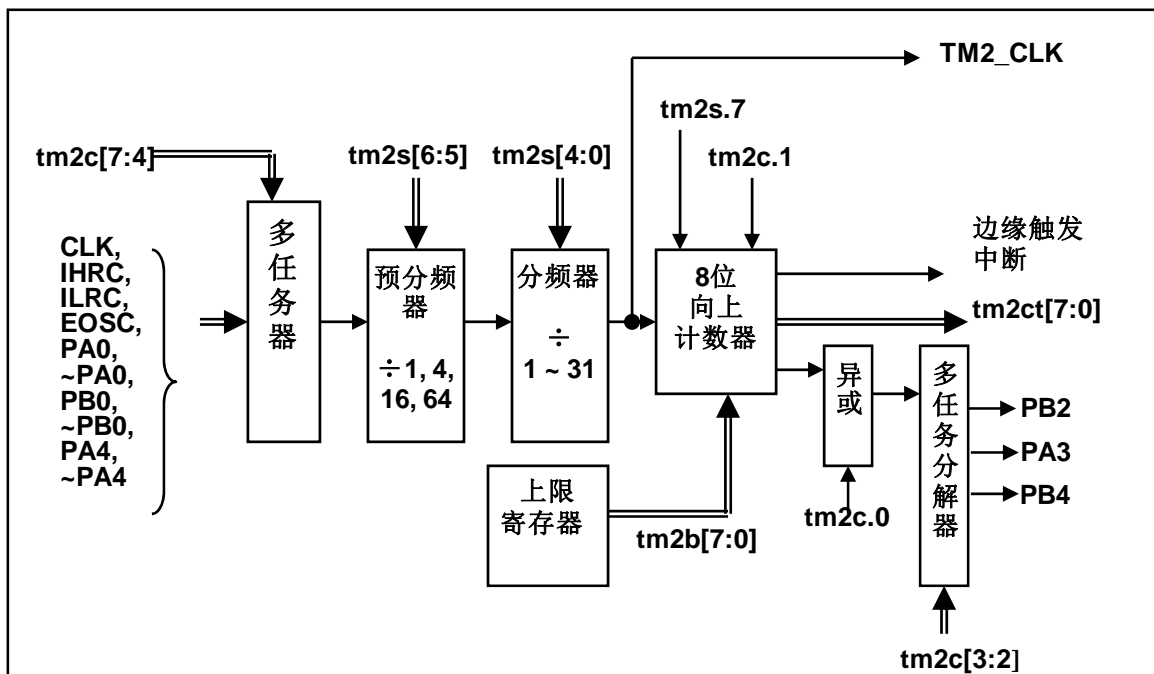 TM2_CLK
tm2s.7
tm2c[7:4]
tm2s[6:5]
tm2s[4:0]
tm2c.1
CLK,
IHRC,
ILRC,
EOSC,
PA0,
~PA0,
PB0,
~PB0,
PA4,
~PA4
多
任
务
器
预分频
器
÷1, 4,
16, 64
分频器
÷
1 ~ 31
8位
向上
计数器
边缘触发
中断
tm2ct[7:0]
异
或
多
任
务
分
解
器
PB2
PA3
PB4
上限
寄存器
tm2b[7:0]
tm2c.0
tm2c[3:2]